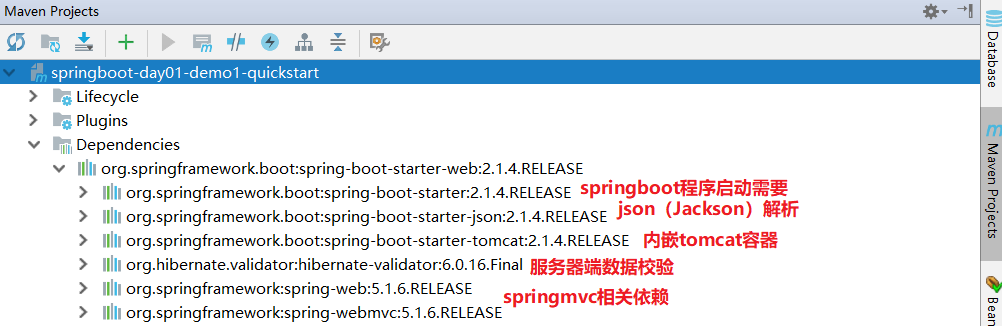 Maven Projects
springboot-day01-demo1-quickstart
Lifecycle
Plugins
Dependencies
org.springframework.boot:spring-boot-starter-web:2.1.4.RELEASE
org.springframework.boot:spring-boot-starter:2.1.4.RELEASE springboot程序启动需要
org.springframework.boot:spring-boot-starter-json:2.1.4.RELEASE json（Jackson）解析
org.springframework.boot:spring-boot-starter-tomcat:2.1.4.RELEASE 内嵌tomcat容器
org.hibernate.validator:hibernate-validator:6.0.16.Final 服务器端数据校验
org.springframework:spring-web:5.1.6.RELEASE
springmvc相关依赖
org.springframework:spring-webmvc:5.1.6.RELEASE
Database
Maven Projects
Bean